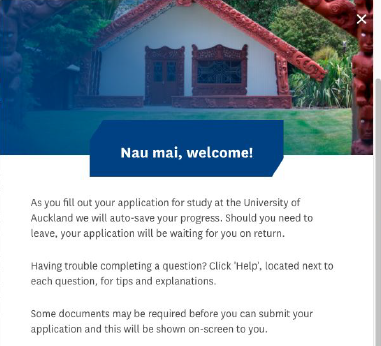 Nau mai, welcome!
As you fill out your application for study at the University of
Auckland we will auto-save your progress. Should you need to
leave, your application will be waiting for you on return.
Having trouble completing a question? Click 'Help', located next to
each question, for tips and explanations.
Some documents may be required before you can submit your
application and this will be shown on-screen to you.